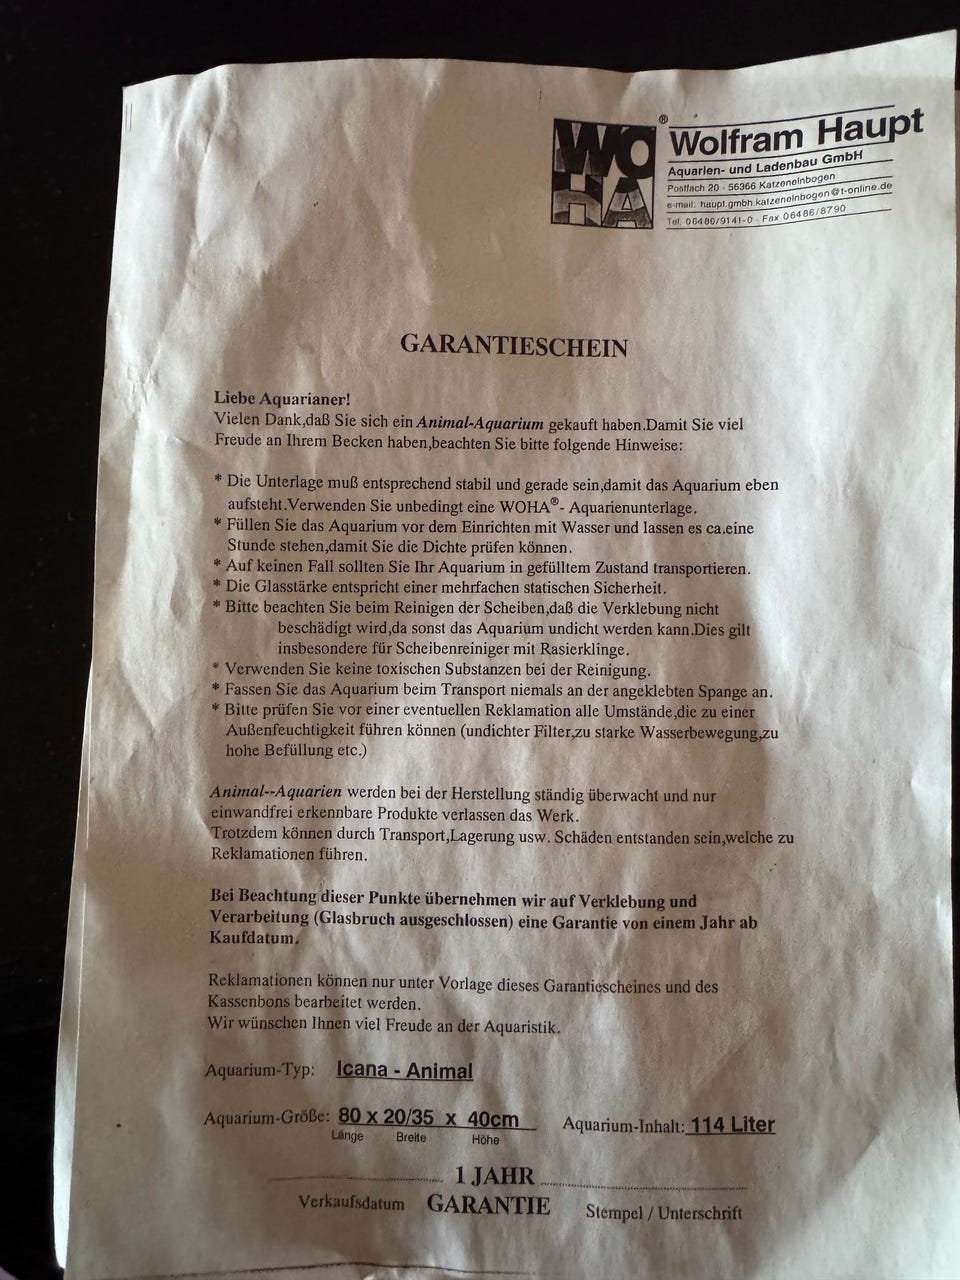 WOHA®
Wolfram Haupt
Aquarien- und Ladenbau GmbH
Postfach 20 · 56366 Katzenelnbogen
e-mail: haupt.gmbh.katzenelnbogen@t-online.de
Tel. 06486/9141-0 · Fax 06486/8790
GARANTIESCHEIN
Liebe Aquarianer!
Vielen Dank,daß Sie sich ein Animal-Aquarium gekauft haben.Damit Sie viel
Freude an Ihrem Becken haben,beachten Sie bitte folgende Hinweise:
* Die Unterlage muß entsprechend stabil und gerade sein,damit das Aquarium eben
aufsteht.Verwenden Sie unbedingt eine WOHA®- Aquarienunterlage.
* Füllen Sie das Aquarium vor dem Einrichten mit Wasser und lassen es ca.eine
Stunde stehen,damit Sie die Dichte prüfen können.
* Auf keinen Fall sollten Sie Ihr Aquarium in gefülltem Zustand transportieren.
* Die Glasstärke entspricht einer mehrfachen statischen Sicherheit.
* Bitte beachten Sie beim Reinigen der Scheiben,daß die Verklebung nicht
beschädigt wird,da sonst das Aquarium undicht werden kann.Dies gilt
insbesondere für Scheibenreiniger mit Rasierklinge.
* Verwenden Sie keine toxischen Substanzen bei der Reinigung.
* Fassen Sie das Aquarium beim Transport niemals an der angeklebten Spange an.
* Bitte prüfen Sie vor einer eventuellen Reklamation alle Umstände,die zu einer
Außenfeuchtigkeit führen können (undichter Filter,zu starke Wasserbewegung,zu
hohe Befüllung etc.)
Animal--Aquarien werden bei der Herstellung ständig überwacht und nur
einwandfrei erkennbare Produkte verlassen das Werk.
Trotzdem können durch Transport,Lagerung usw. Schäden entstanden sein,welche zu
Reklamationen führen.
Bei Beachtung dieser Punkte übernehmen wir auf Verklebung und
Verarbeitung (Glasbruch ausgeschlossen) eine Garantie von einem Jahr ab
Kaufdatum.
Reklamationen können nur unter Vorlage dieses Garantiescheines und des
Kassenbons bearbeitet werden.
Wir wünschen Ihnen viel Freude an der Aquaristik.
Aquarium-Typ: Icana - Animal
Aquarium-Größe: 80 x 20/35 x 40cm Aquarium-Inhalt: 114 Liter
Länge Breite Höhe
1 JAHR
Verkaufsdatum GARANTIE Stempel / Unterschrift